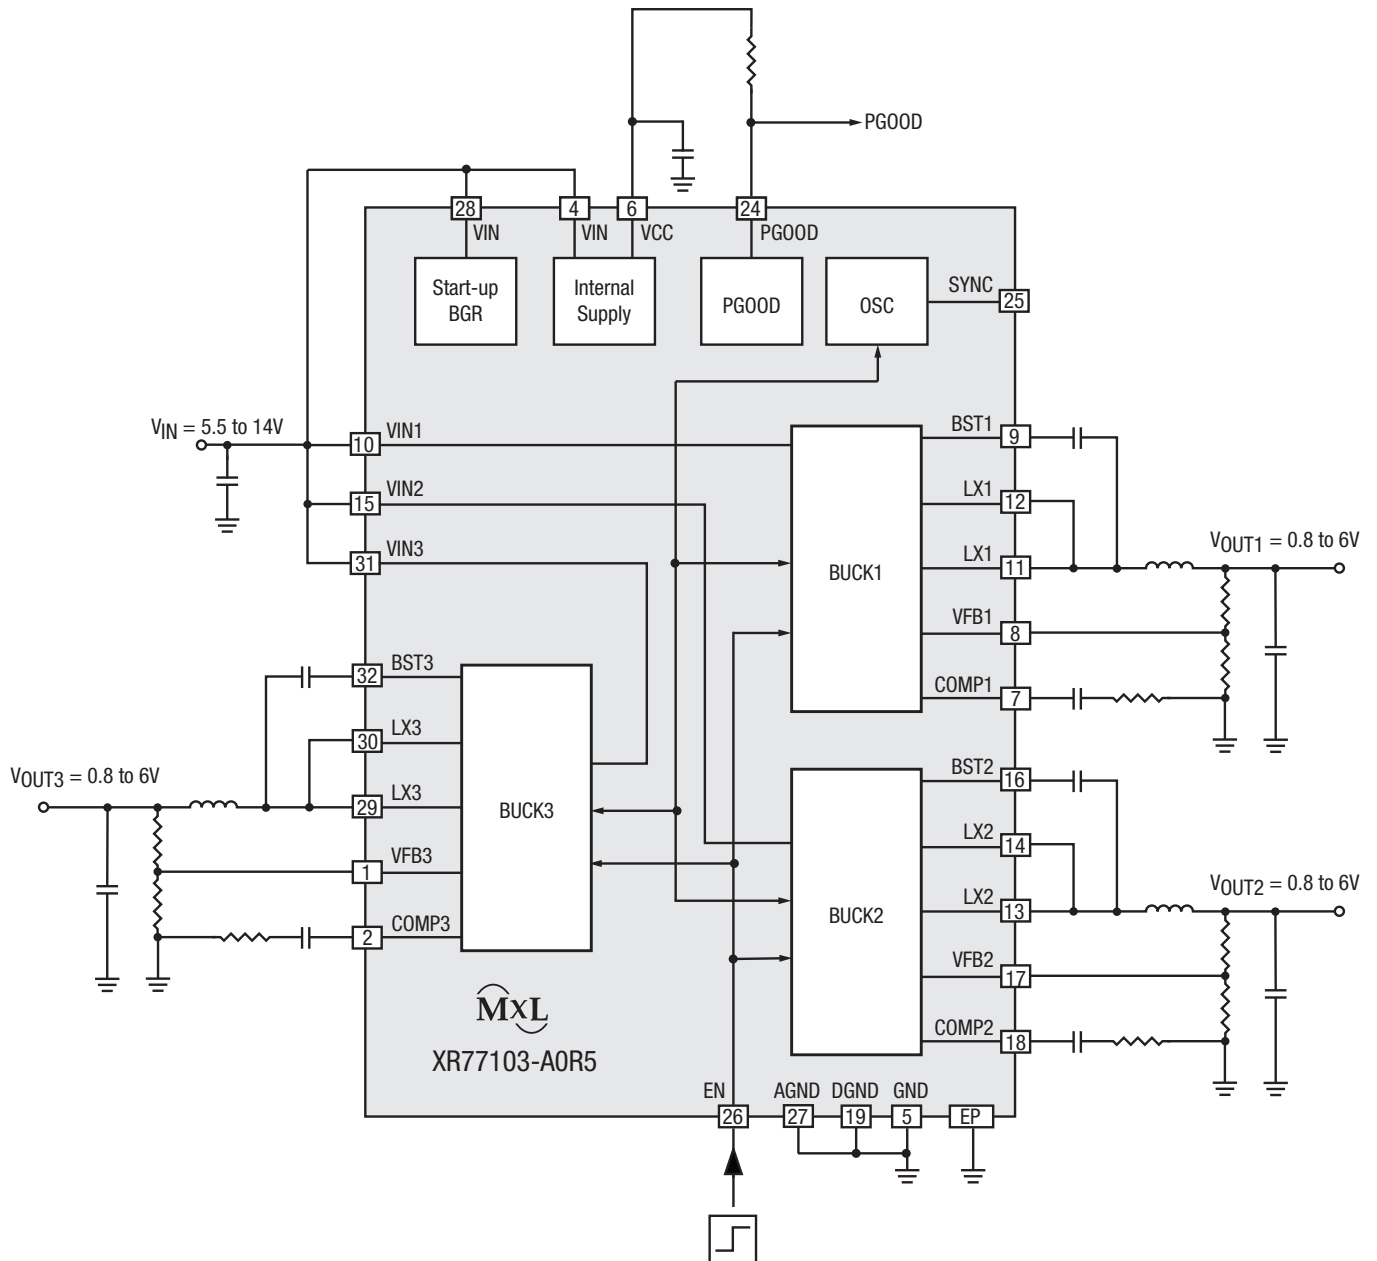 PGOOD
28
4
6
24
VIN
VIN
VCC
PGOOD
Start-up
BGR
Internal
Supply
PGOOD
OSC
SYNC
25
VIN = 5.5 to 14V
10
VIN1
15
VIN2
31
VIN3
BUCK1
BST1
9
LX1
12
LX1
11
VFB1
8
COMP1
7
VOUT1 = 0.8 to 6V
32
BST3
30
LX3
29
LX3
1
VFB3
2
COMP3
BUCK3
VOUT3 = 0.8 to 6V
BUCK2
BST2
16
LX2
14
LX2
13
VFB2
17
COMP2
18
VOUT2 = 0.8 to 6V
MXL
XR77103-A0R5
EN
AGND
DGND
GND
26
27
19
5
EP